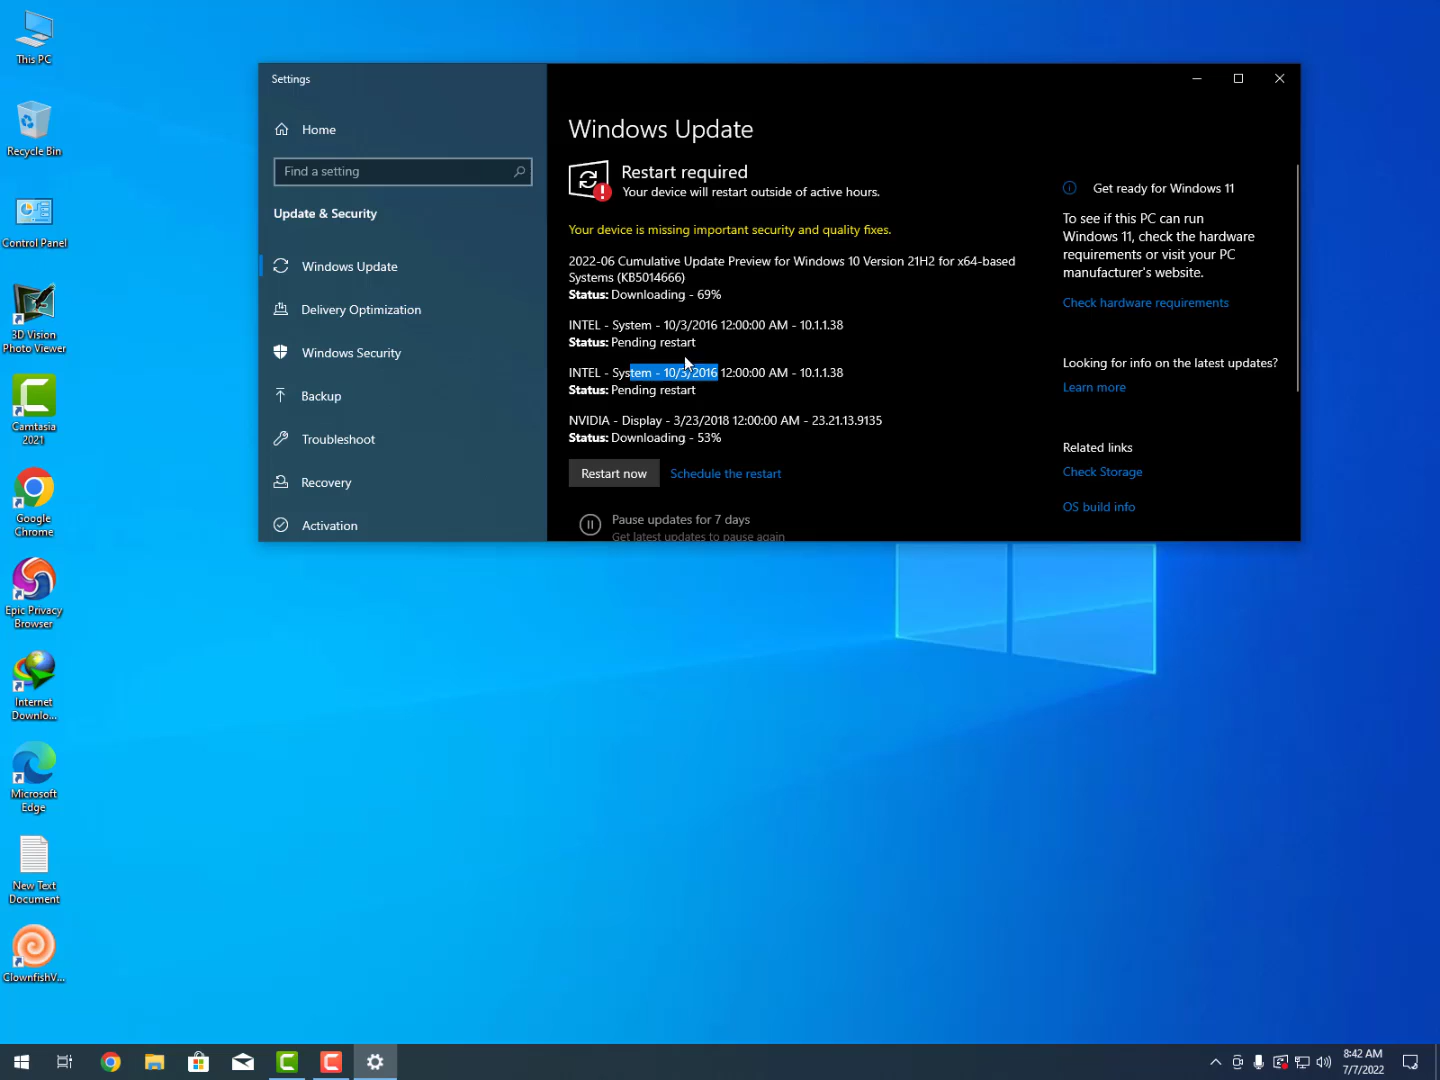 This PC
Recycle Bin
Control Panel
3D Vision
Photo Viewer
Camtasia
2021
Google
Chrome
Epic Privacy
Browser
Internet
Downlo...
Microsoft
Edge
New Text
Document
ClownfishV...
Settings
Home
Find a setting
Update & Security
Windows Update
Delivery Optimization
Windows Security
Backup
Troubleshoot
Recovery
Activation
Windows Update
Restart required
Your device will restart outside of active hours.
Your device is missing important security and quality fixes.
2022-06 Cumulative Update Preview for Windows 10 Version 21H2 for x64-based
Systems (KB5014666)
Status: Downloading - 69%
INTEL - System - 10/3/2016 12:00:00 AM - 10.1.1.38
Status: Pending restart
INTEL - System - 10/3/2016 12:00:00 AM - 10.1.1.38
Status: Pending restart
NVIDIA - Display - 3/23/2018 12:00:00 AM - 23.21.13.9135
Status: Downloading - 53%
Restart now
Schedule the restart
Pause updates for 7 days
Get latest updates to pause again
Get ready for Windows 11
To see if this PC can run
Windows 11, check the hardware
requirements or visit your PC
manufacturer's website.
Check hardware requirements
Looking for info on the latest updates?
Learn more
Related links
Check Storage
OS build info
8:42 AM
7/7/2022